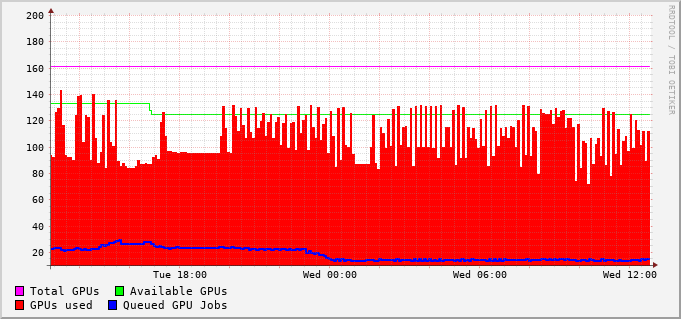 200
180
160
140
120
100
80
60
40
20
Tue 18:00 Wed 00:00 Wed 06:00 Wed 12:00
Total GPUs Available GPUs
GPUs used Queued GPU Jobs
RRDTOOL / TOBI OETIKER